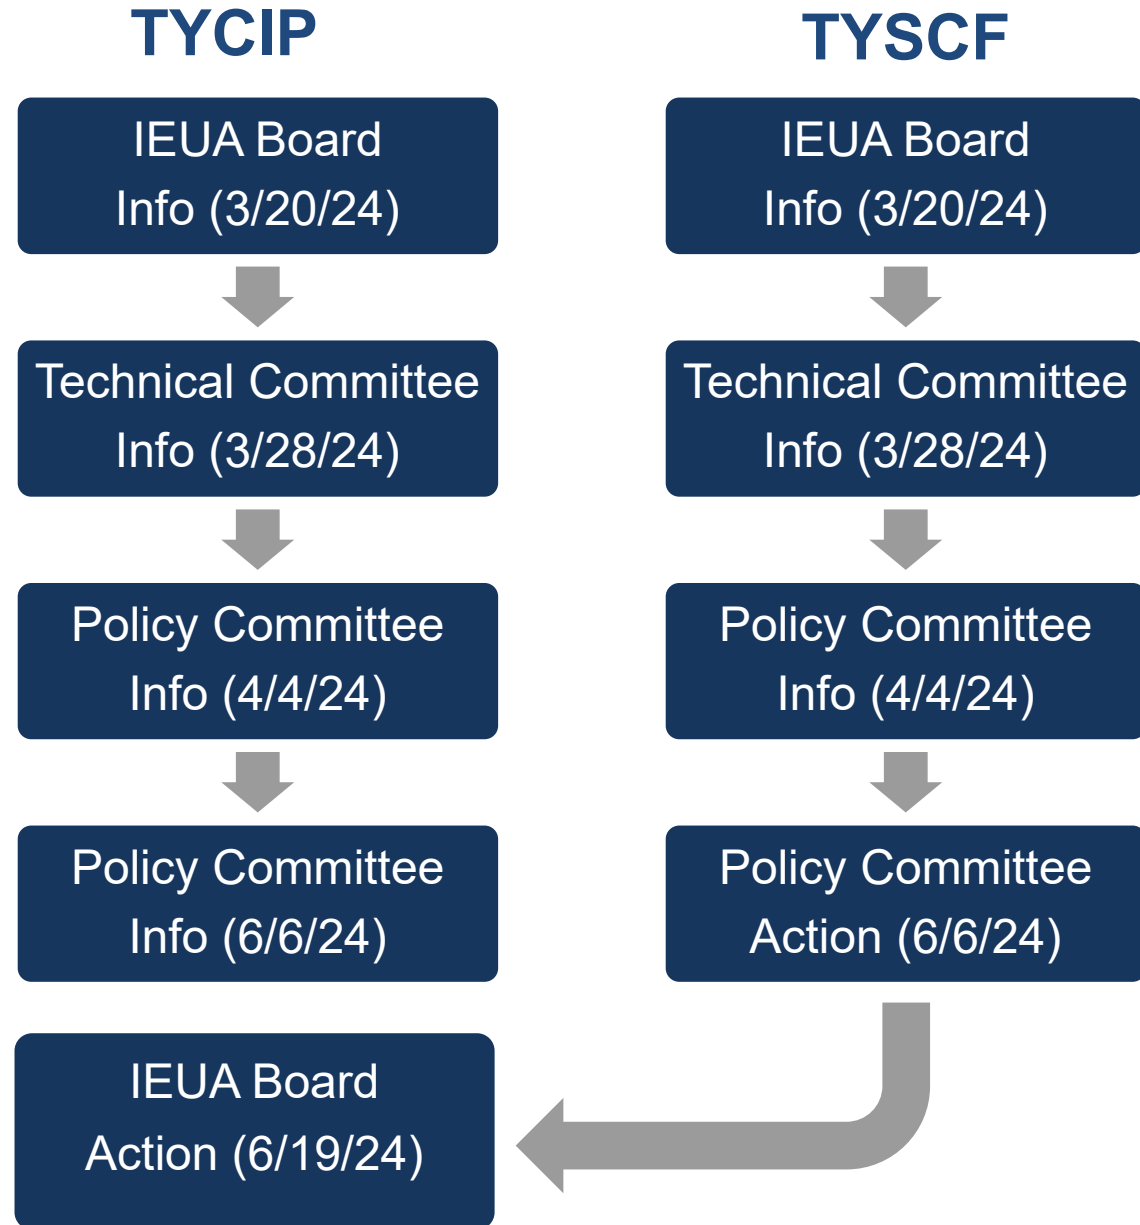 TYCIP
IEUA Board
Info (3/20/24)
Technical Committee
Info (3/28/24)
Policy Committee
Info (4/4/24)
Policy Committee
Info (6/6/24)
IEUA Board
Action (6/19/24)
TYSCF
IEUA Board
Info (3/20/24)
Technical Committee
Info (3/28/24)
Policy Committee
Info (4/4/24)
Policy Committee
Action (6/6/24)